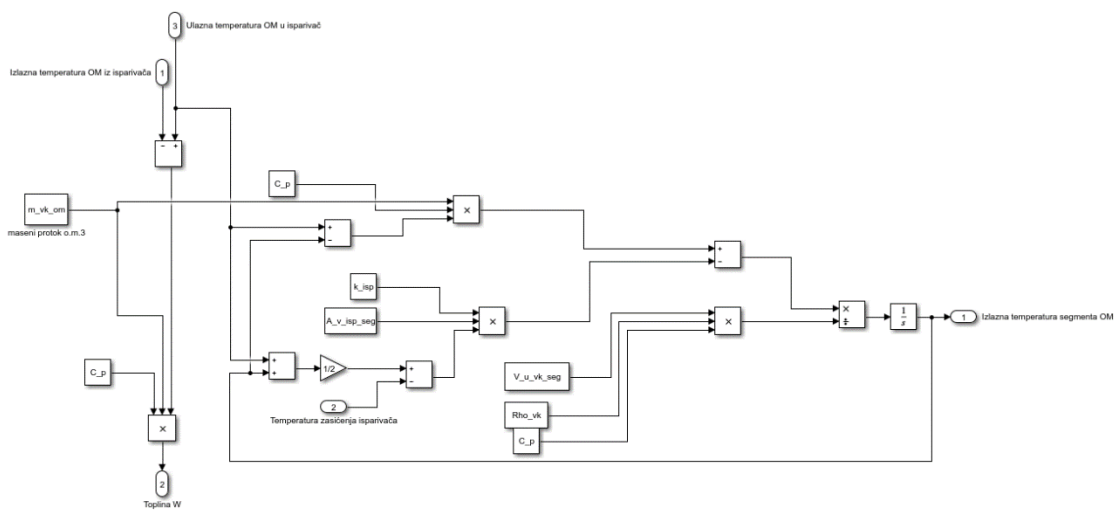 3
Ulazna temperatura OM u isparivač
Izlazna temperatura OM iz isparivača
1
− +
C_p
m_vk_om
maseni protok o.m.3
×
+
−
+
−
k_isp
A_v_isp_seg
×
×
×
÷
1
s
1
Izlazna temperatura segmenta OM
+
+
1/2
+
−
C_p
V_u_vk_seg
2
Temperatura zasićenja isparivača
Rho_vk
C_p
×
2
Toplina W